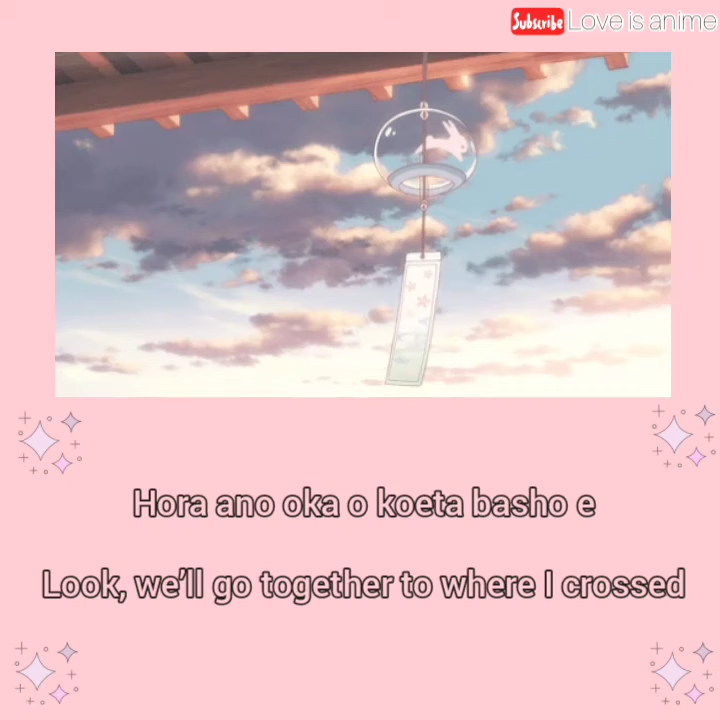 Subscribe Love is anime
Hora ano oka o koeta basho e
Look, we'll go together to where I crossed